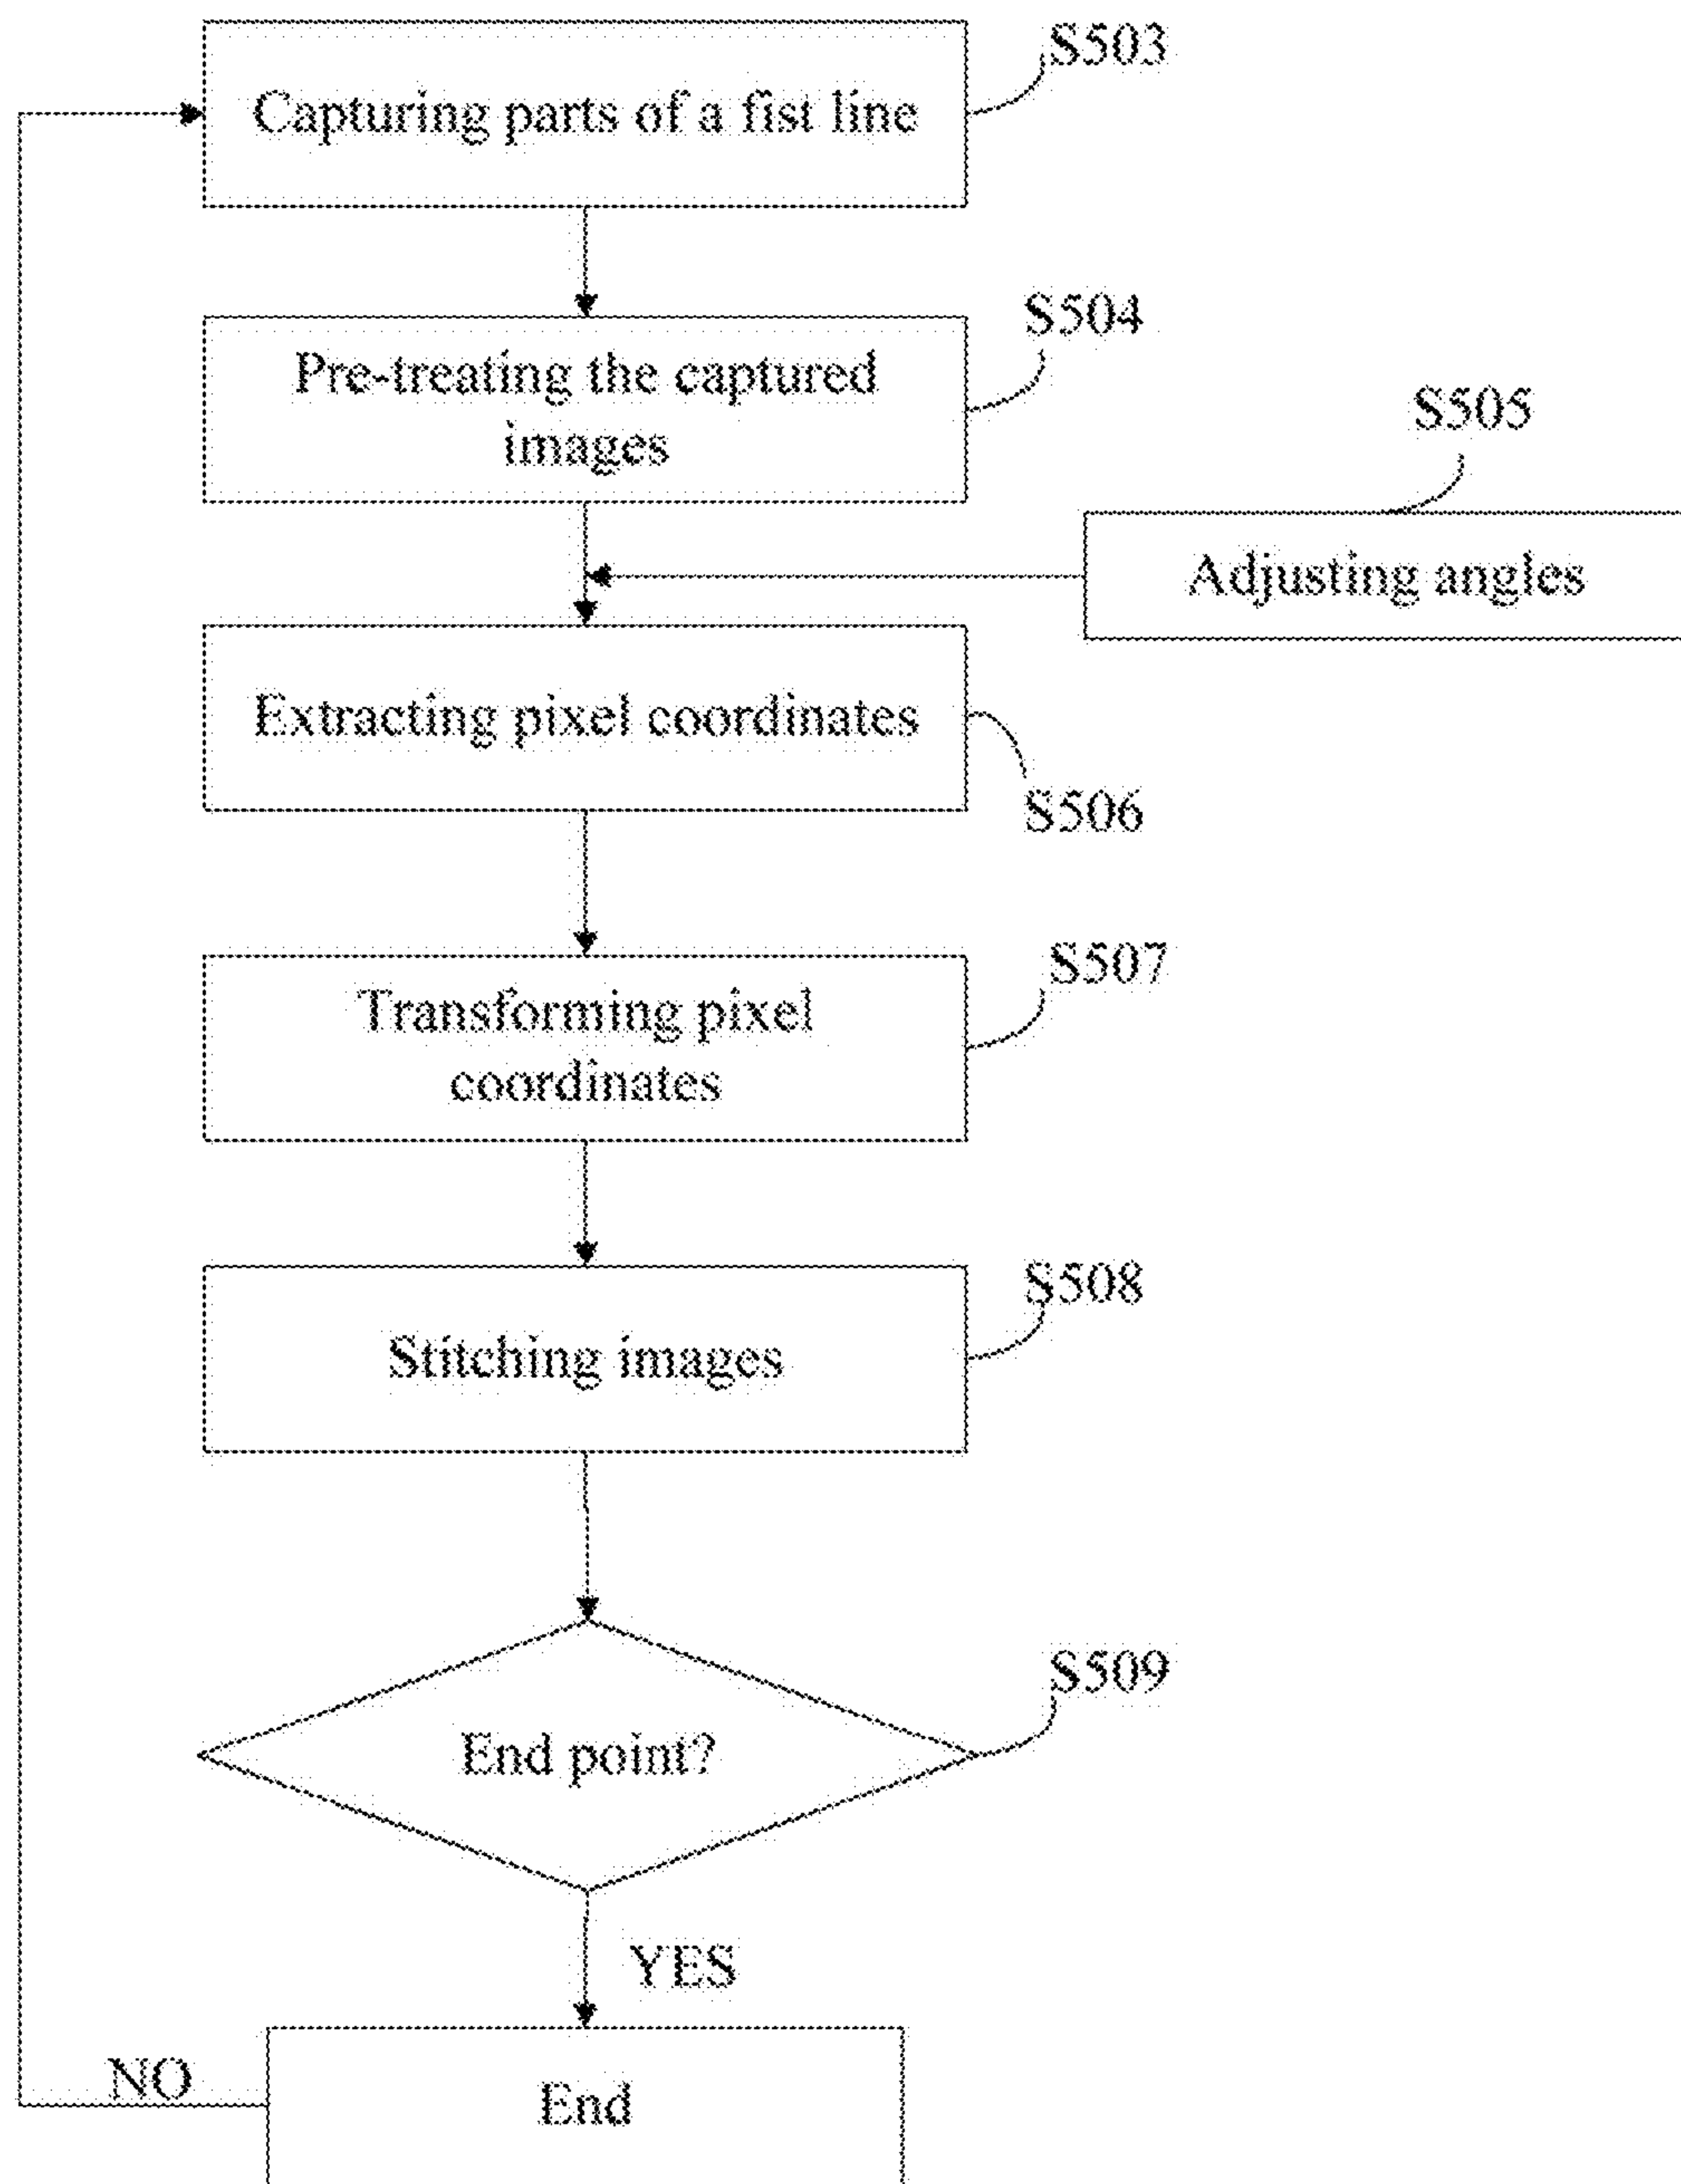 S503
Capturing parts of a fist line
S504
Pre-treating the captured
images
S505
Adjusting angles
Extracting pixel coordinates
S506
S507
Transforming pixel
coordinates
S508
Stitching images
S509
End point?
YES
NO
End